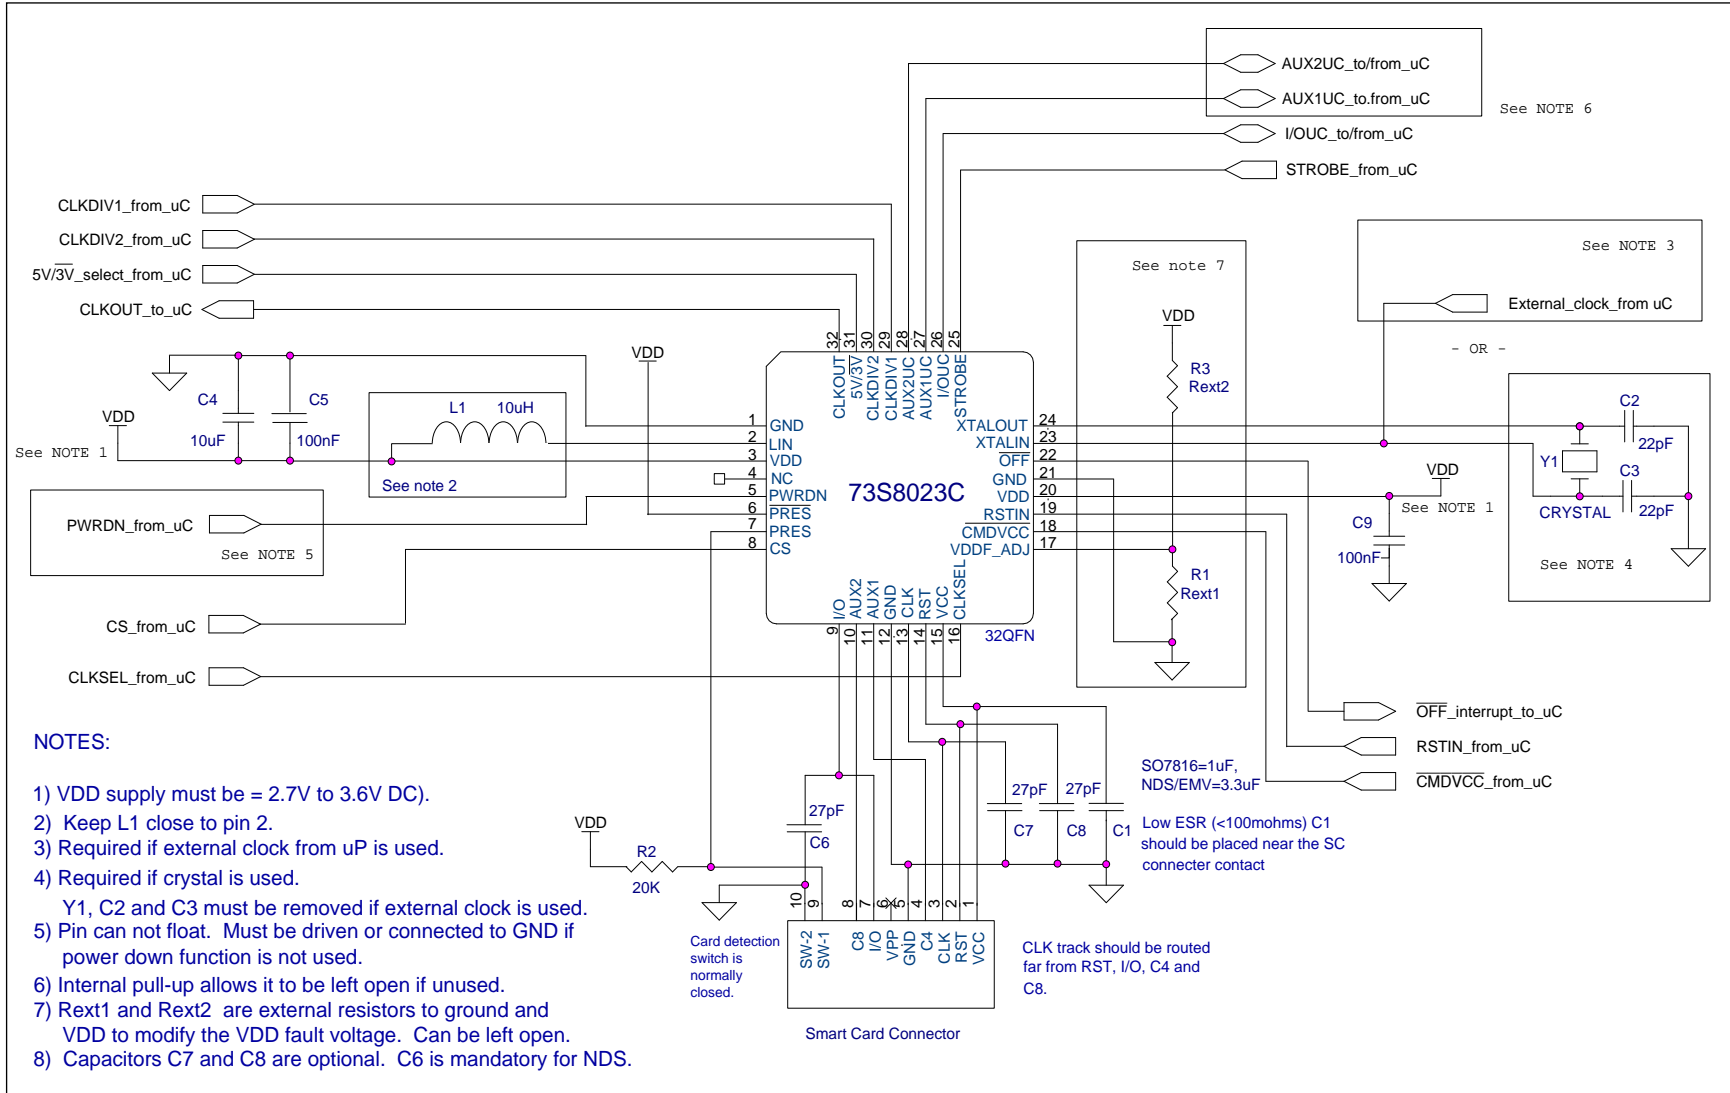 AUX2UC_to/from_uC
AUX1UC_to.from_uC
See NOTE 6
I/OUC_to/from_uC
STROBE_from_uC
CLKDIV1_from_uC
CLKDIV2_from_uC
5V/3V_select_from_uC
CLKOUT_to_uC
See NOTE 3
External_clock_from uC
- OR -
See note 7
VDD
R3
Rext2
R1
Rext1
VDD
C4
10uF
C5
100nF
VDD
See NOTE 1
L1
10uH
See note 2
PWRDN_from_uC
See NOTE 5
CS_from_uC
CLKSEL_from_uC
32
31
30
29
28
27
26
25
CLKOUT
5V/3V
CLKDIV2
CLKDIV1
AUX2UC
AUX1UC
I/OUC
STROBE
1 GND
2 LIN
3 VDD
4 NC
5 PWRDN
6 PRES
7 PRES
8 CS
73S8023C
XTALOUT 24
XTALIN 23
OFF 22
GND 21
VDD 20
RSTIN 19
CMDVCC 18
VDDF_ADJ 17
I/O
AUX2
AUX1
GND
CLK
RST
VCC
CLKSEL
9
10
11
12
13
14
15
16
32QFN
C2
22pF
Y1
C3
22pF
CRYSTAL
See NOTE 4
VDD
See NOTE 1
C9
100nF
OFF_interrupt_to_uC
RSTIN_from_uC
CMDVCC_from_uC
SO7816=1uF,
NDS/EMV=3.3uF
Low ESR (<100mohms) C1
should be placed near the SC
connecter contact
27pF
C7
27pF
C8
C1
27pF
C6
VDD
R2
20K
10
9
8
7
6
5
4
3
2
1
SW-2
SW-1
C8
I/O
VPP
GND
C4
CLK
RST
VCC
Card detection
switch is
normally
closed.
CLK track should be routed
far from RST, I/O, C4 and
C8.
Smart Card Connector
NOTES:
1) VDD supply must be = 2.7V to 3.6V DC).
2) Keep L1 close to pin 2.
3) Required if external clock from uP is used.
4) Required if crystal is used.
Y1, C2 and C3 must be removed if external clock is used.
5) Pin can not float. Must be driven or connected to GND if
power down function is not used.
6) Internal pull-up allows it to be left open if unused.
7) Rext1 and Rext2 are external resistors to ground and
VDD to modify the VDD fault voltage. Can be left open.
8) Capacitors C7 and C8 are optional. C6 is mandatory for NDS.